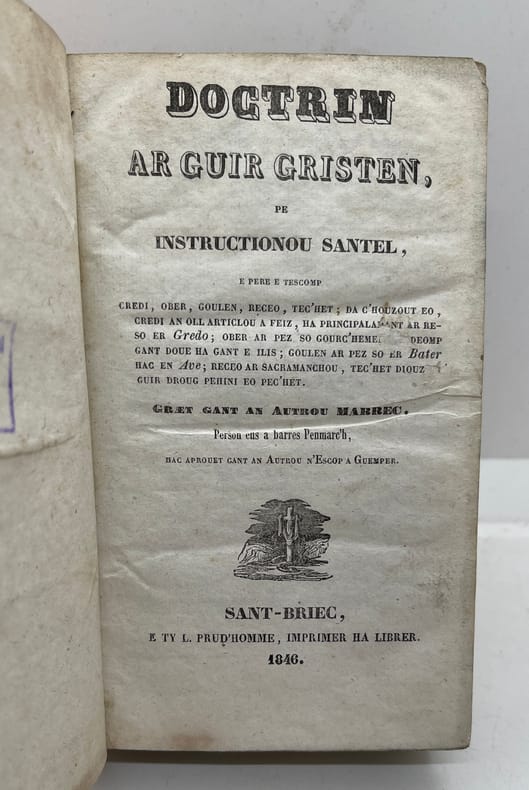 DOCTRIN
AR GUIR GRISTEN,
PE
INSTRUCTIONOU SANTEL,
E PERE E TESCOMP
CREDI, OBER, GOULEN, RECEO, TEC'HET; DA C'HOUZOUT EO,
CREDI AN OLL ARTICLOU A FEIZ, HA PRINCIPALAMANT AR RE-
SO ER Gredo; OBER AR PEZ SO GOURC'HEME DEOMP
GANT DOUE HA GANT E ILIS; GOULEN AR PEZ SO ER Bater
HAC EN Ave; RECEO AR SACRAMANCHOU, TEC'HET DIOUZ
GUIR DROUG PEHINI EO PEC'HET.
GRÆT GANT AN AUTROU MARREC.
Person eus a barres Penmarc'h,
HAC APROUET GANT AN AUTROU N'ESCOP A GUEMPER.
SANT-BRIEC,
E TY L. PRUD'HOMME, IMPRIMER HA LIBRER.
1846.